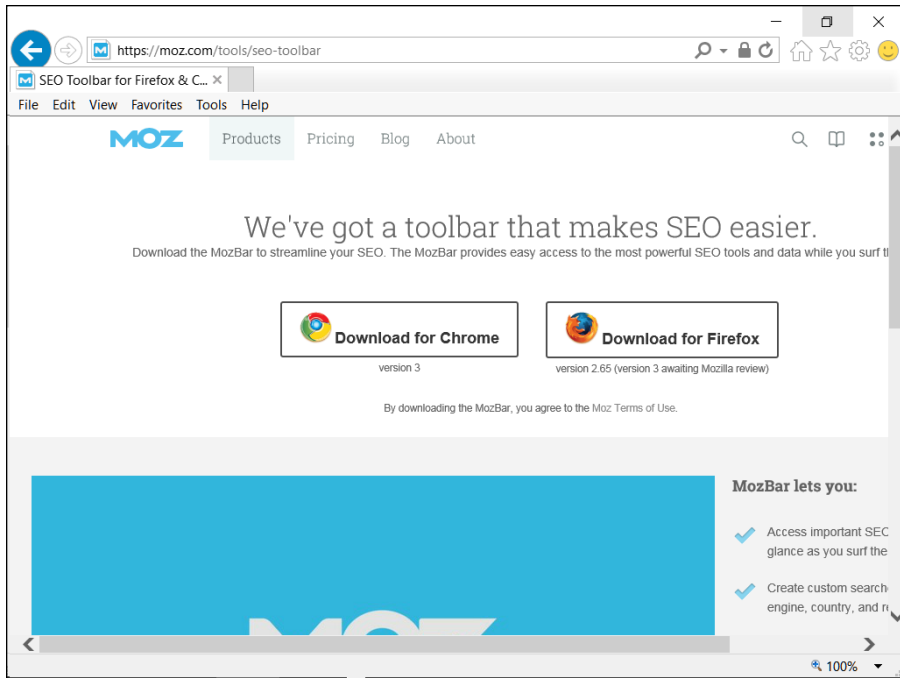 https://moz.com/tools/seo-toolbar
SEO Toolbar for Firefox & C...
File Edit View Favorites Tools Help
MOZ Products Pricing Blog About
We've got a toolbar that makes SEO easier.
Download the MozBar to streamline your SEO. The MozBar provides easy access to the most powerful SEO tools and data while you surf
Download for Chrome
version 3
Download for Firefox
version 2.65 (version 3 awaiting Mozilla review)
By downloading the MozBar, you agree to the Moz Terms of Use.
MOZ
MozBar lets you:
Access important
glance as you surf the
Create custom search
engine, country, and
100%